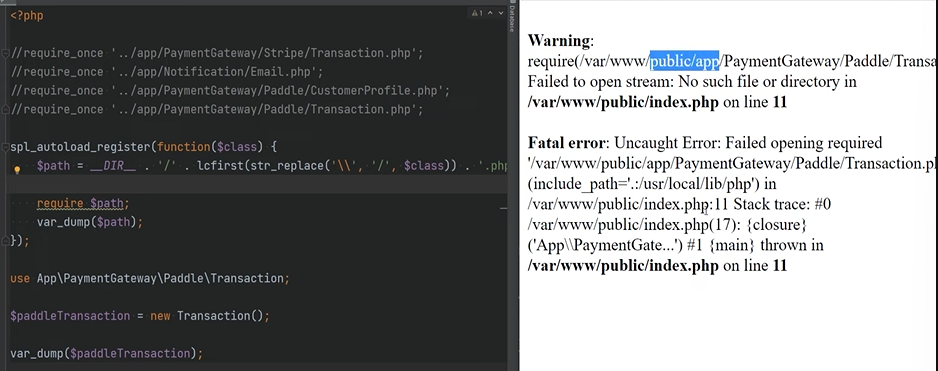 <?php
//require_once '../app/PaymentGateway/Stripe/Transaction.php';
//require_once '../app/Notification/Email.php';
//require_once '../app/PaymentGateway/Paddle/CustomerProfile.php';
//require_once '../app/PaymentGateway/Paddle/Transaction.php';
spl_autoload_register(function($class) {
$path = __DIR__ . '/' . lcfirst(str_replace('\\', '/', $class)) . '.php
require $path;
var_dump($path);
});
use App\PaymentGateway\Paddle\Transaction;
$paddleTransaction = new Transaction();
var_dump($paddleTransaction);
1
Database
Warning:
require(/var/www/public/app/PaymentGateway/Paddle/Transa
Failed to open stream: No such file or directory in
/var/www/public/index.php on line 11
Fatal error: Uncaught Error: Failed opening required
'/var/www/public/app/PaymentGateway/Paddle/Transaction.pl
(include_path='.:/usr/local/lib/php') in
/var/www/public/index.php:11 Stack trace: #0
/var/www/public/index.php(17): {closure}
('App\\PaymentGate...') #1 {main} thrown in
/var/www/public/index.php on line 11